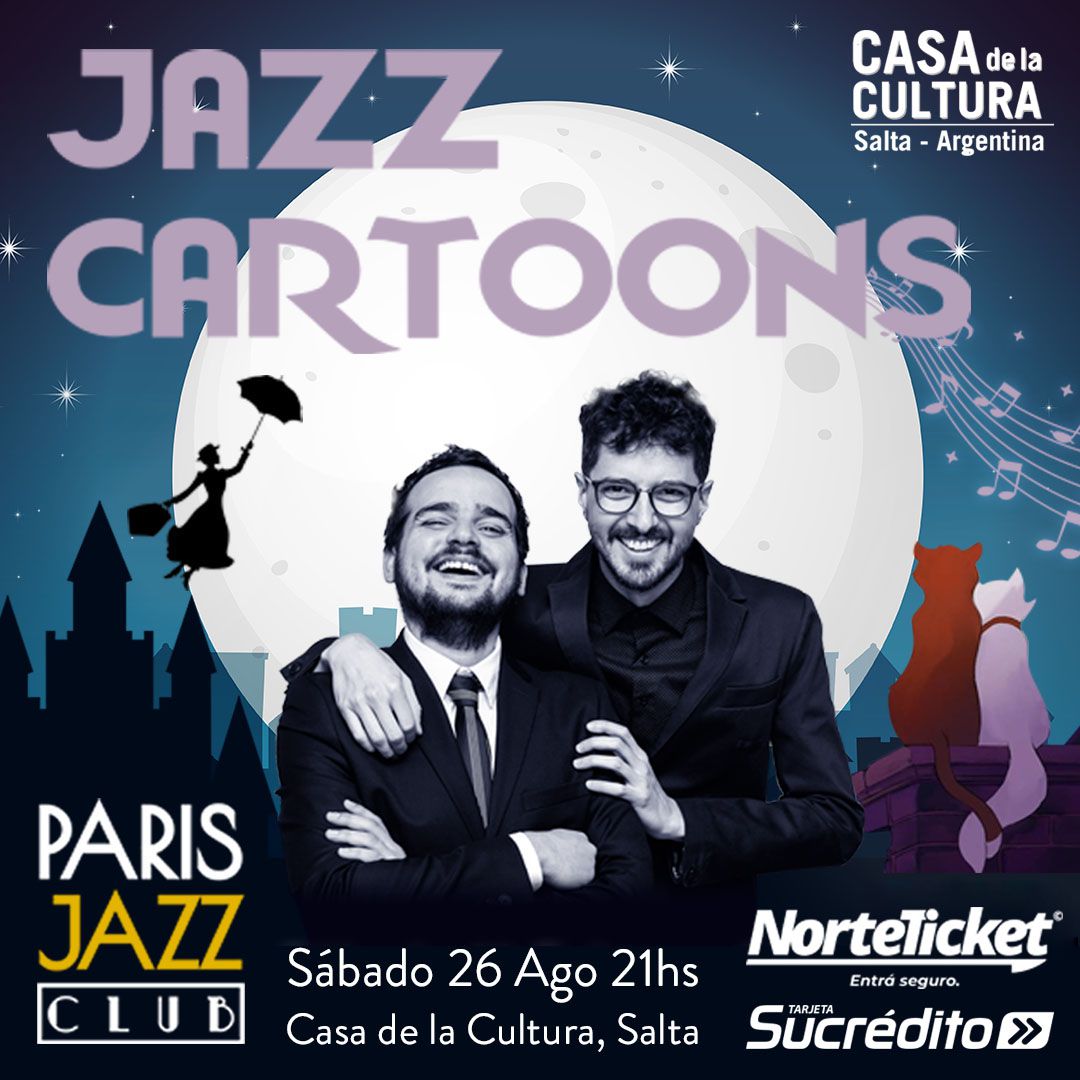 JAZZ
CARTOONS
CASA de la
CULTURA
Salta - Argentina
PARIS
JAZZ
CLUB
Sábado 26 Ago 21hs
Casa de la Cultura, Salta
NorteTicket©
Entrá seguro.
TARJETA
Sucrédito